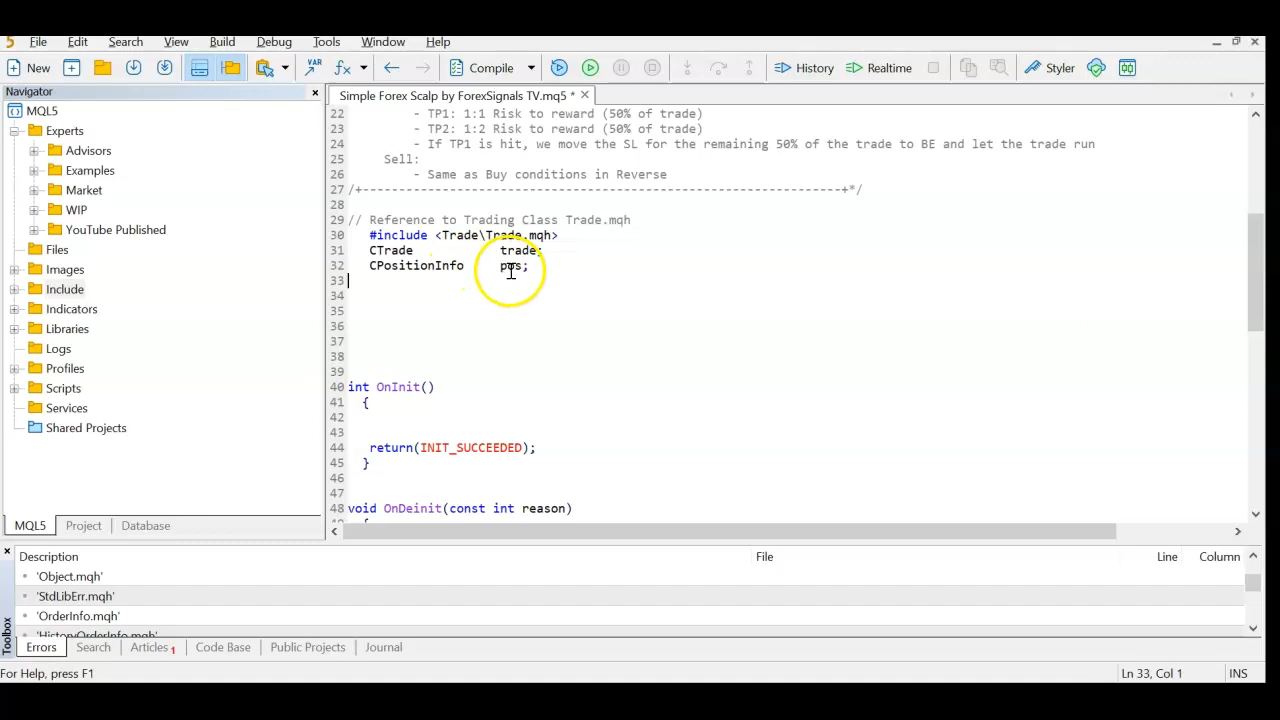 File Edit Search View Build Debug Tools Window Help
New Compile History Realtime Styler
Navigator
MQL5
Experts
Advisors
Examples
Market
WIP
YouTube Published
Files
Images
Include
Indicators
Libraries
Logs
Profiles
Scripts
Services
Shared Projects
MQL5 Project Database
Simple Forex Scalp by ForexSignals TV.mq5 *
22 - TP1: 1:1 Risk to reward (50% of trade)
23 - TP2: 1:2 Risk to reward (50% of trade)
24 - If TP1 is hit, we move the SL for the remaining 50% of the trade to BE and let the trade run
25 Sell:
26 - Same as Buy conditions in Reverse
27 /+------------------------------------------------------------------+*/
28
29 // Reference to Trading Class Trade.mqh
30 #include <Trade\Trade.mqh>
31 CTrade trade;
32 CPositionInfo pos;
33
34
35
36
37
38
39
40 int OnInit()
41 {
42
43
44 return(INIT_SUCCEEDED);
45 }
46
47
48 void OnDeinit(const int reason)
Description File Line Column
'Object.mqh'
'StdLibErr.mqh'
'OrderInfo.mqh'
'HistoryOrderInfo.mqh'
Toolbox
Errors Search Articles 1 Code Base Public Projects Journal
For Help, press F1 Ln 33, Col 1 INS